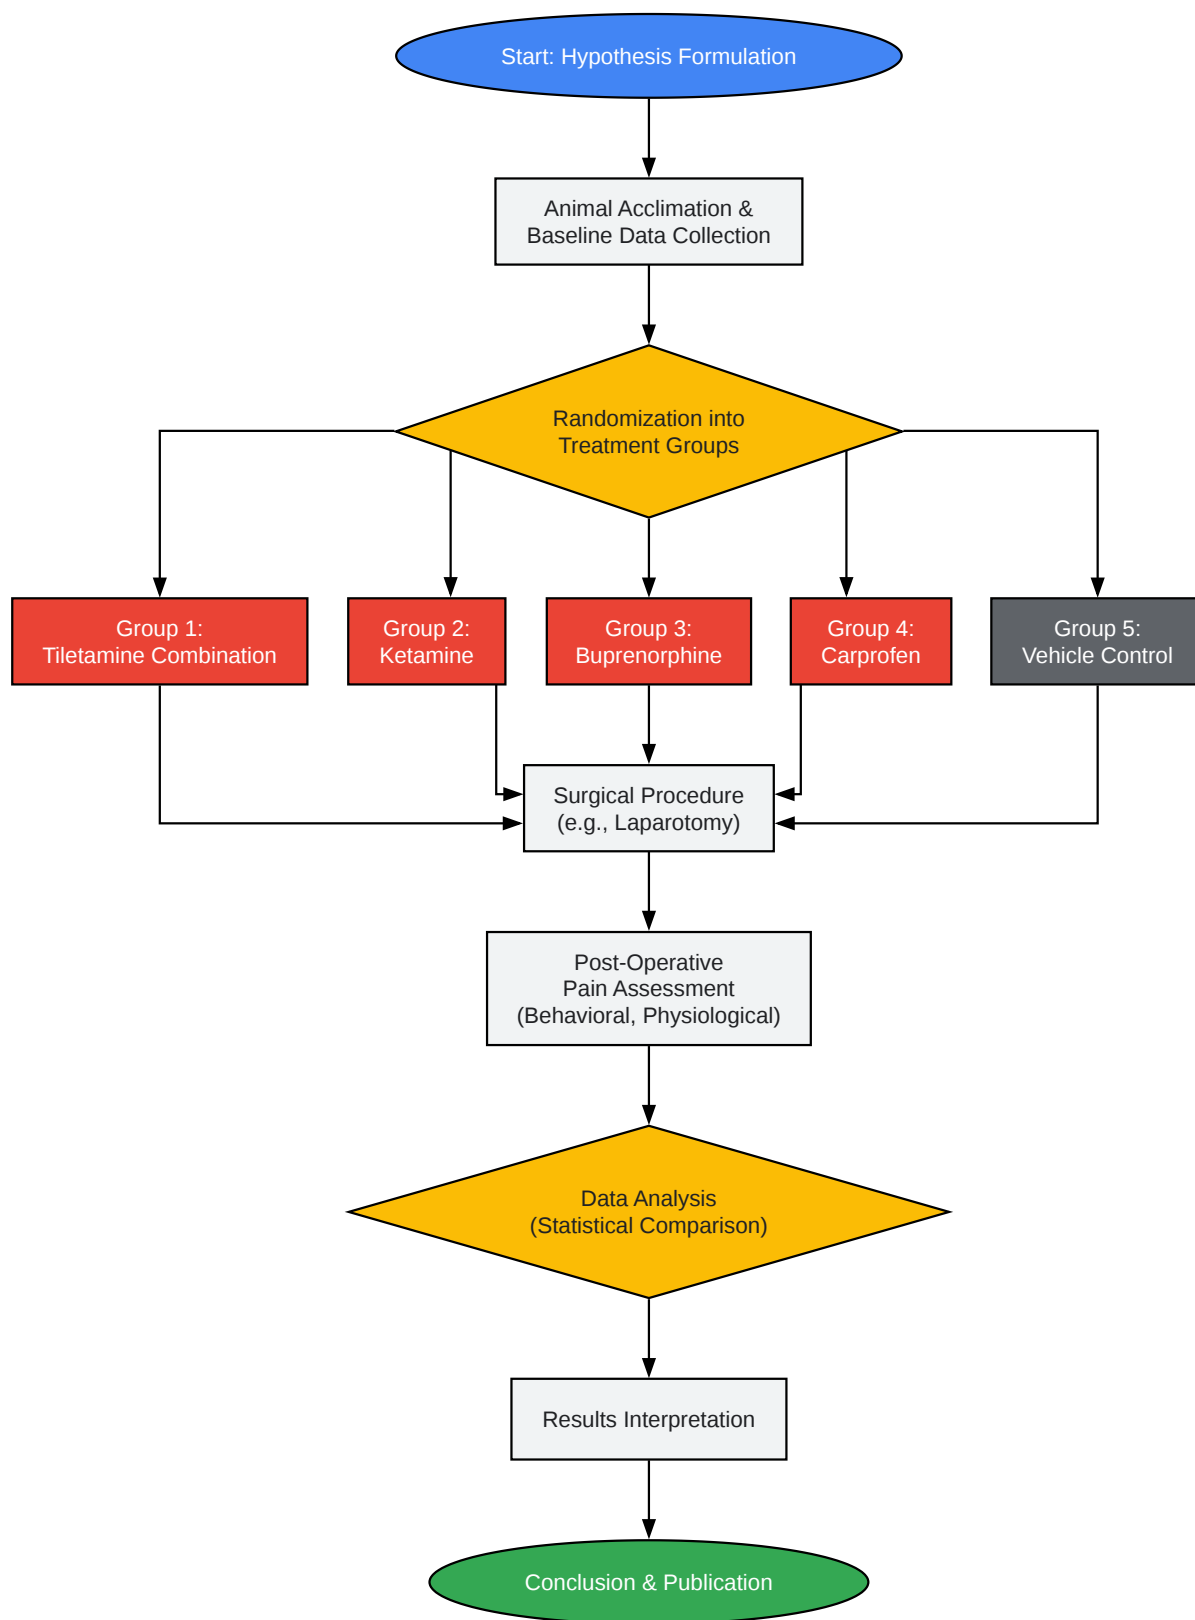 Start: Hypothesis Formulation
Animal Acclimation &
Baseline Data Collection
Randomization into
Treatment Groups
Group 1:
Tiletamine Combination
Group 2:
Ketamine
Group 3:
Buprenorphine
Group 4:
Carprofen
Group 5:
Vehicle Control
Surgical Procedure
(e.g., Laparotomy)
Post-Operative
Pain Assessment
(Behavioral, Physiological)
Data Analysis
(Statistical Comparison)
Results Interpretation
Conclusion & Publication